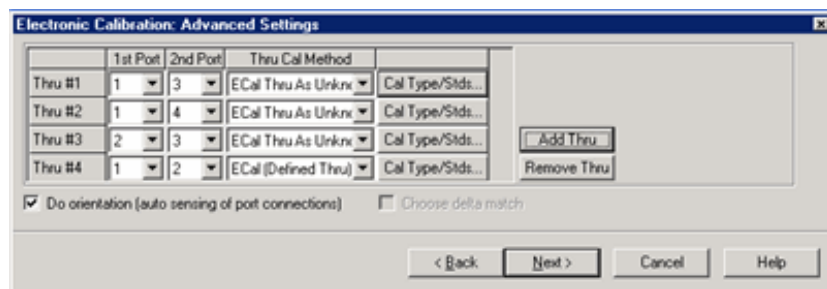 Electronic Calibration: Advanced Settings
1st Port 2nd Port Thru Cal Method
Thru #1 1 3 ECal Thru As Unkno Cal Type/Stds...
Thru #2 1 4 ECal Thru As Unkno Cal Type/Stds...
Thru #3 2 3 ECal Thru As Unkno Cal Type/Stds... Add Thru
Thru #4 1 2 ECal (Defined Thru) Cal Type/Stds... Remove Thru
Do orientation (auto sensing of port connections) Choose delta match
< Back Next > Cancel Help